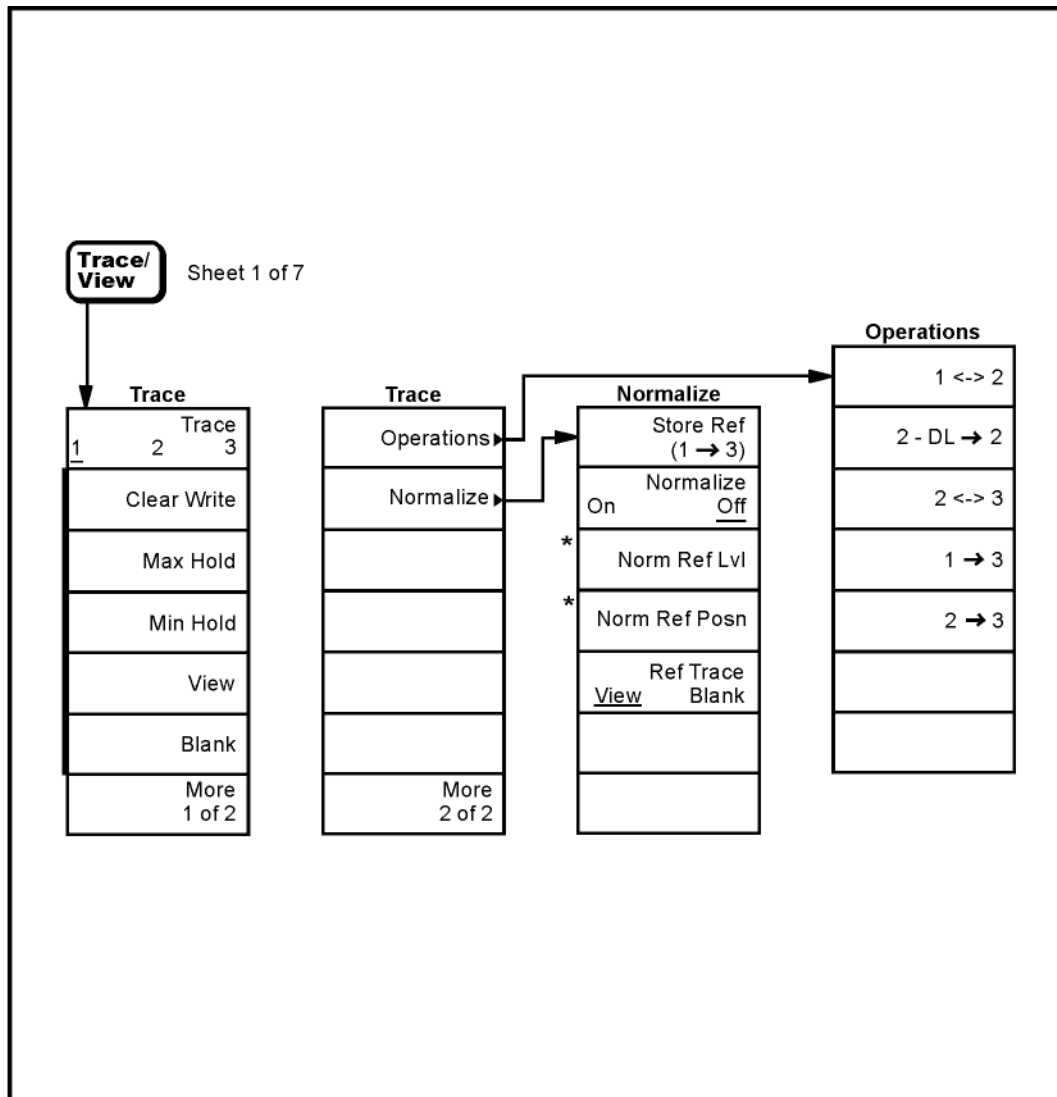 Trace/
View
Sheet 1 of 7
Trace
Trace
1 2 3
Clear Write
Max Hold
Min Hold
View
Blank
More
1 of 2
Trace
Operations
Normalize
More
2 of 2
Normalize
Store Ref
(1 → 3)
Normalize
On Off
*
Norm Ref Lvl
*
Norm Ref Posn
Ref Trace
View Blank
Operations
1 <-> 2
2 - DL → 2
2 <-> 3
1 → 3
2 → 3